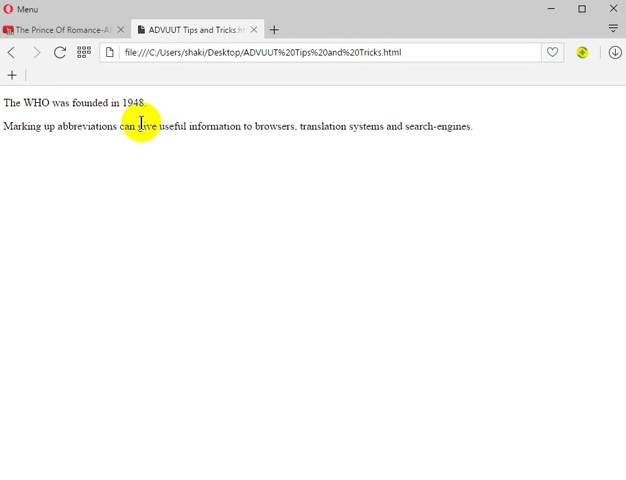 Menu
The Prince Of Romance-Al
ADVUUT Tips and Tricks.ht
file:///C:/Users/shaki/Desktop/ADVUUT%20Tips%20and%20Tricks.html
The WHO was founded in 1948.
Marking up abbreviations can give useful information to browsers, translation systems and search-engines.